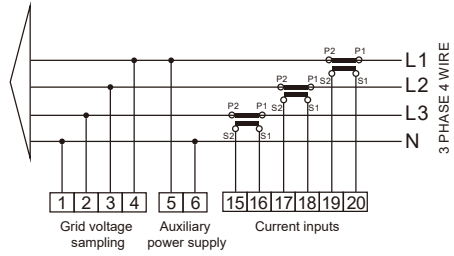 P2 P1
L1
S2 S1
P2 P1
L2
S2 S1
P2 P1
L3
S2 S1
N
3 PHASE 4 WIRE
1 2 3 4 5 6 15 16 17 18 19 20
Grid voltage
sampling
Auxiliary
power supply
Current inputs